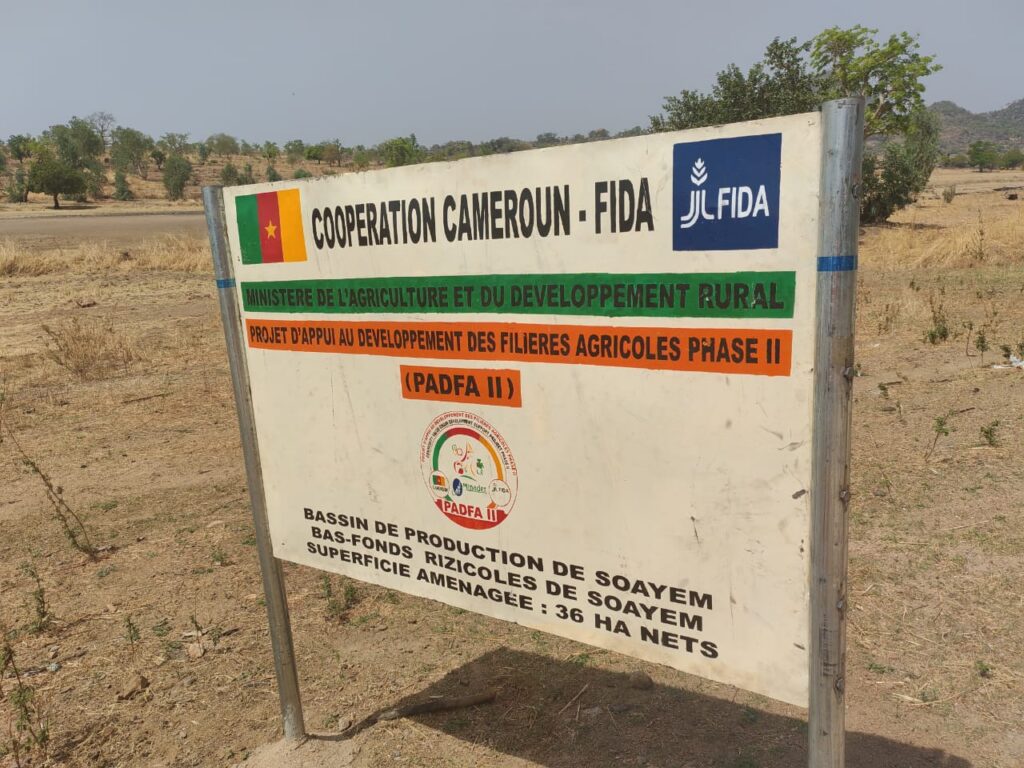 COOPERATION CAMEROUN - FIDA
JJL FIDA
MINISTERE DE L'AGRICULTURE ET DU DEVELOPPEMENT RURAL
PROJET D'APPUI AU DEVELOPPEMENT DES FILIERES AGRICOLES PHASE II
(PADFA II)
FIDA
PADFA II
BASSIN DE PRODUCTION DE SOAYEM
BAS-FONDS RIZICOLES DE SOAYEM
SUPERFICIE AMENAGEE : 36 HA NETS